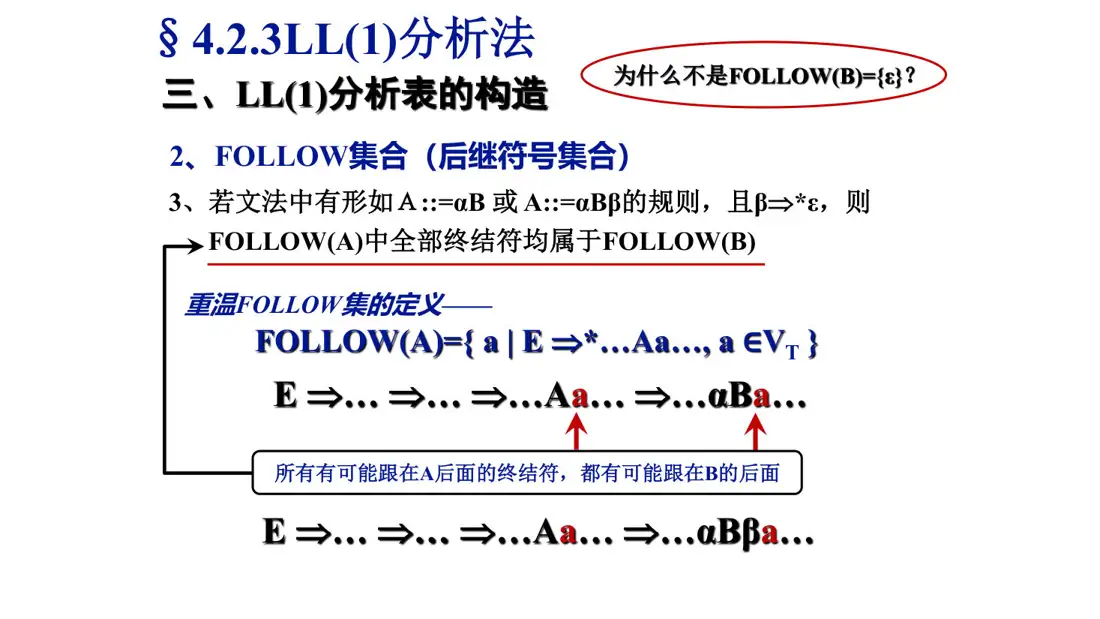 §4.2.3LL(1)分析法
为什么不是FOLLOW(B)={ε}?
三、LL(1)分析表的构造
2、FOLLOW集合（后继符号集合）
3、若文法中有形如Ａ::=αB 或 A::=αBβ的规则，且β⇒*ε，则
FOLLOW(A)中全部终结符均属于FOLLOW(B)
重温FOLLOW集的定义——
FOLLOW(A)={ a | E ⇒*…Aa…, a ∈V_T }
E ⇒… ⇒… ⇒…Aa… ⇒…αBa…
所有有可能跟在A后面的终结符，都有可能跟在B的后面
E ⇒… ⇒… ⇒…Aa… ⇒…αBβa…